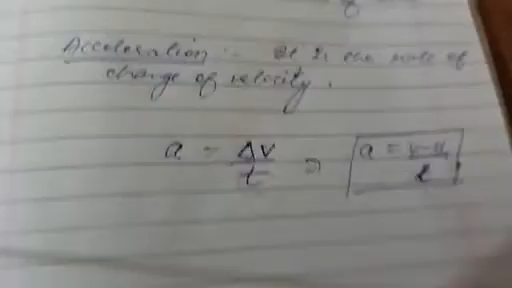 Acceleration :- It is the rate of
change of velocity.
a = ΔV/t ⇒ a = v-u/t